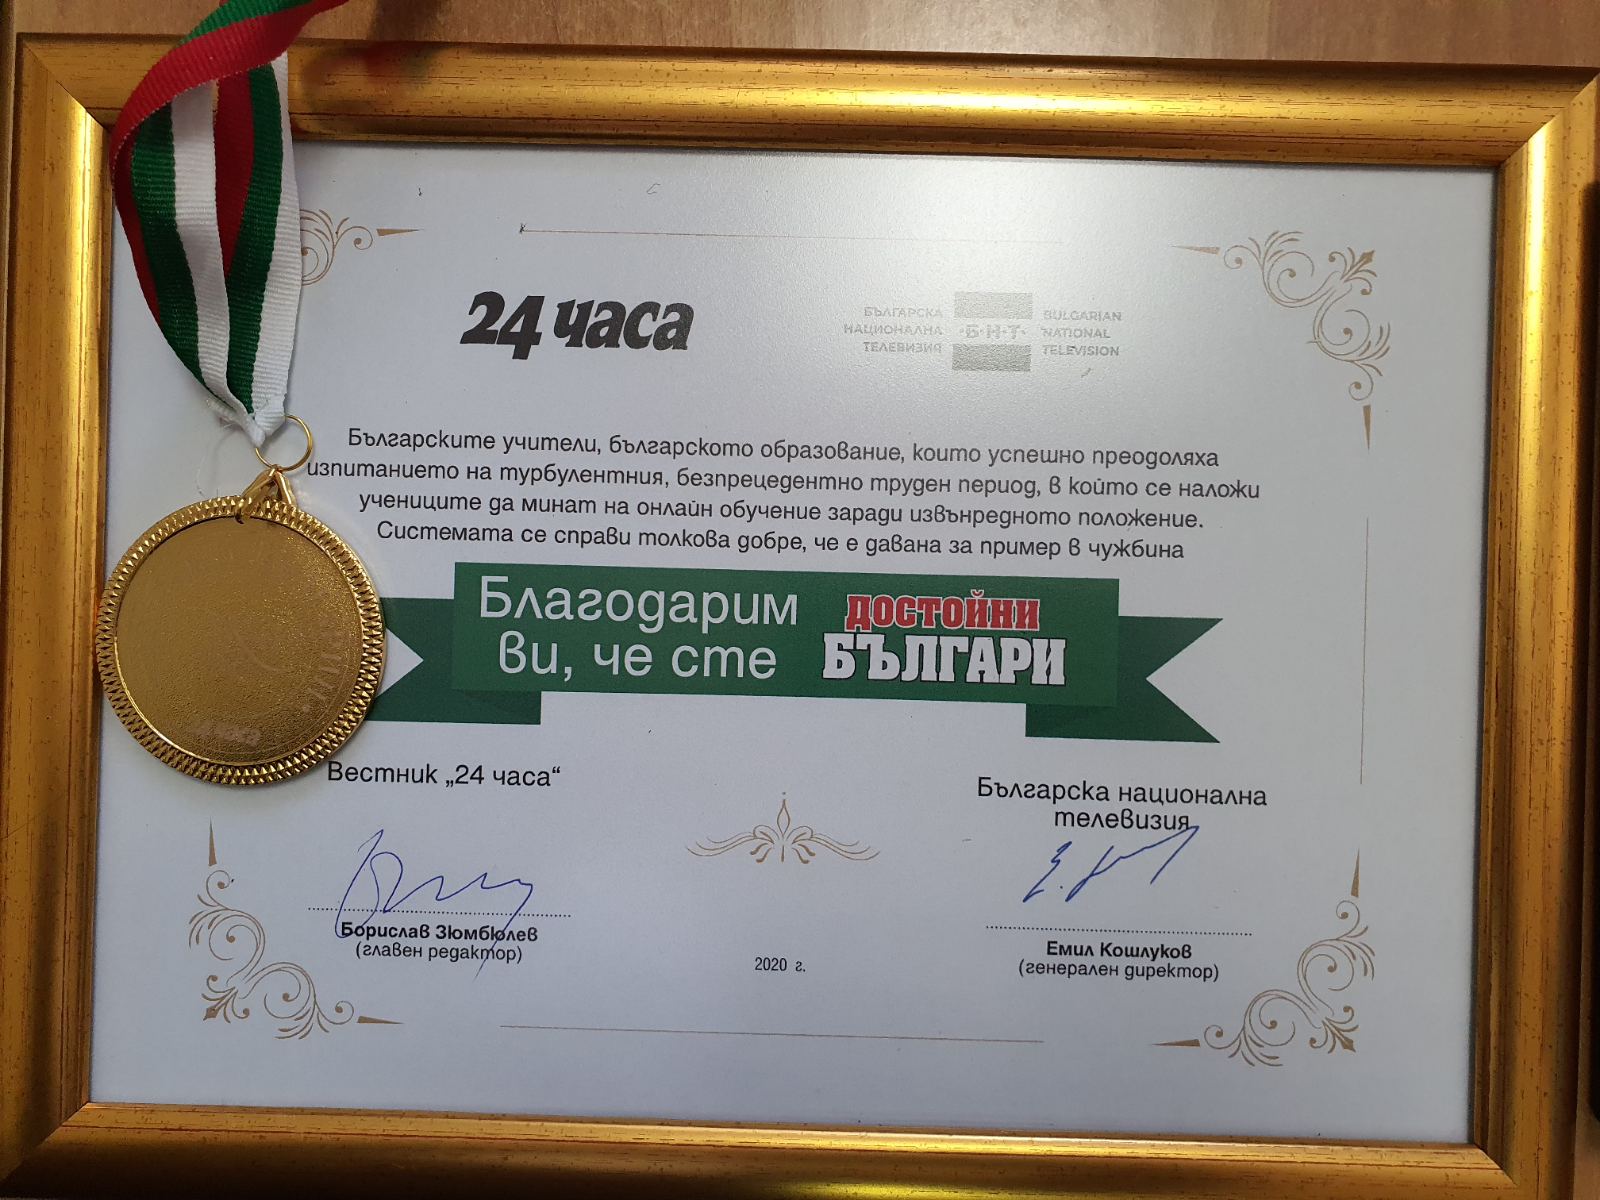 24 часа
БЪЛГАРСКА НАЦИОНАЛНА ТЕЛЕВИЗИЯ
·Б·Н·Т·
BULGARIAN NATIONAL TELEVISION
Българските учители, българското образование, които успешно преодоляха
изпитанието на турбулентния, безпрецедентно труден период, в който се наложи
учениците да минат на онлайн обучение заради извънредното положение.
Системата се справи толкова добре, че е давана за пример в чужбина
Благодарим
ви, че сте
ДОСТОЙНИ
БЪЛГАРИ
Вестник „24 часа“
Българска национална
телевизия
Борислав Зюмбюлев
(главен редактор)
2020 г.
Емил Кошлуков
(генерален директор)